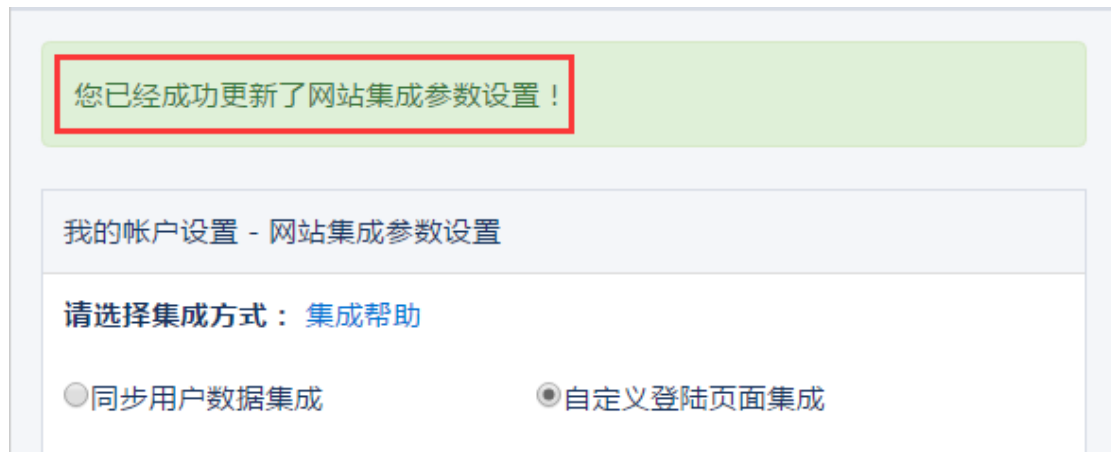 您已经成功更新了网站集成参数设置！
我的帐户设置 - 网站集成参数设置
请选择集成方式： 集成帮助
同步用户数据集成 自定义登陆页面集成